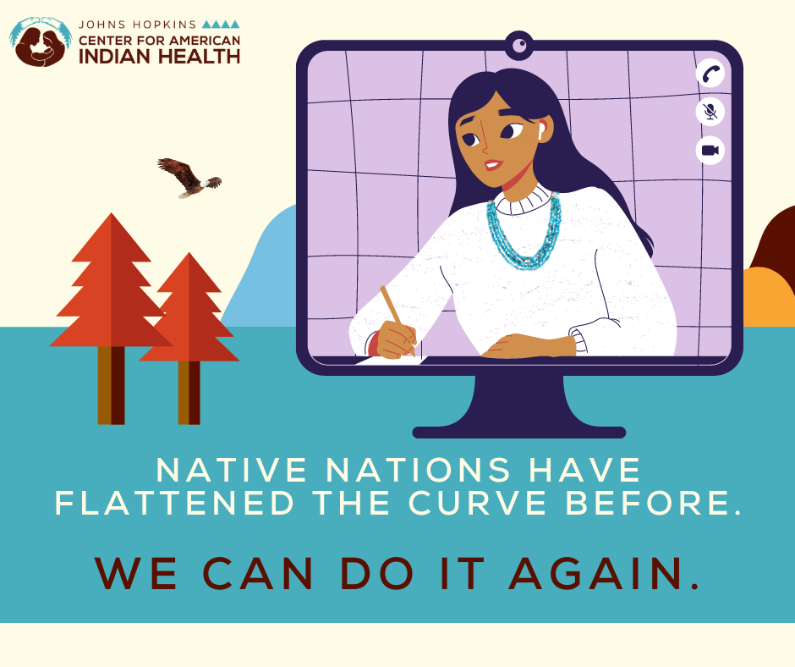 JOHNS HOPKINS
CENTER FOR AMERICAN
INDIAN HEALTH
NATIVE NATIONS HAVE
FLATTENED THE CURVE BEFORE.
WE CAN DO IT AGAIN.